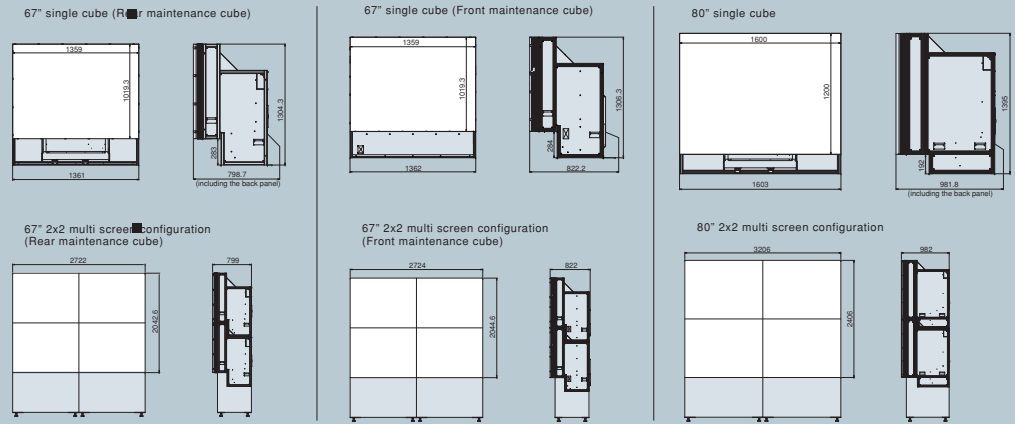 67" single cube (Rear maintenance cube)
1359
1019.3
1304.3
283
1361
798.7
(including the back panel)
67" single cube (Front maintenance cube)
1359
1019.3
1306.3
284
1362
822.2
80" single cube
1600
1200
1395
192
1603
981.8
(including the back panel)
67" 2x2 multi screen configuration
(Rear maintenance cube)
2722
799
2042.6
67" 2x2 multi screen configuration
(Front maintenance cube)
2724
822
2044.6
80" 2x2 multi screen configuration
3206
982
2406